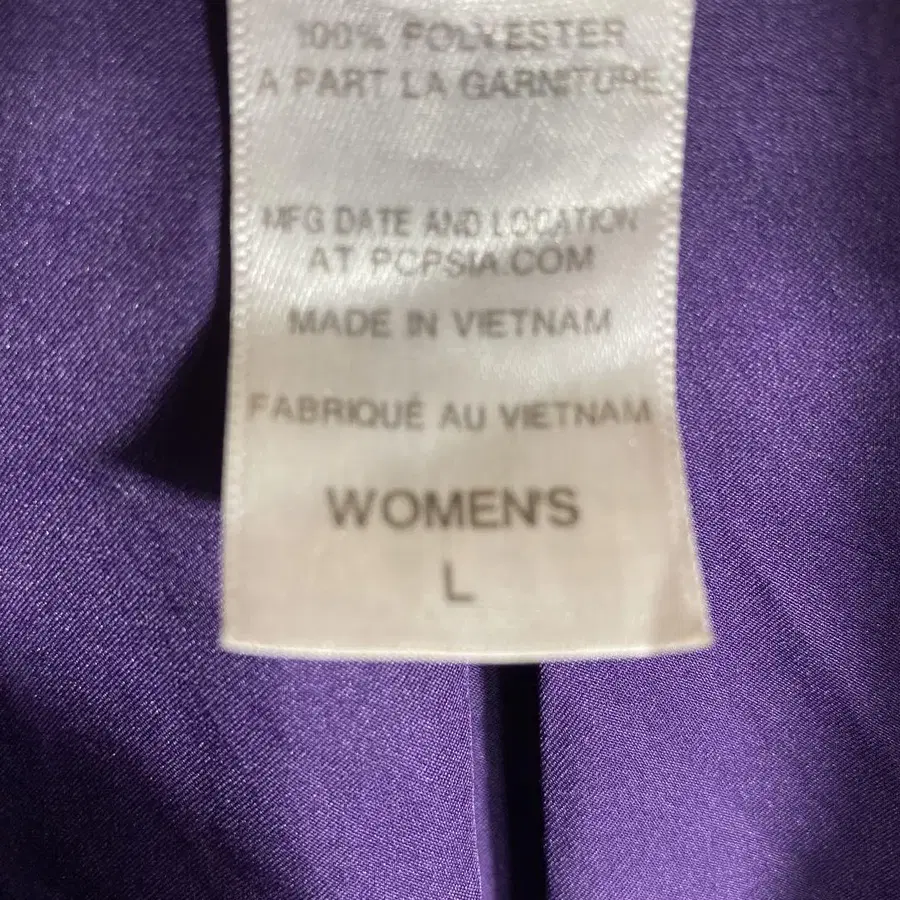 100% POLYESTER
A PART LA GARNITURE
MFG DATE AND LOCATION
AT PCPSIA.COM
MADE IN VIETNAM
FABRIQUÉ AU VIETNAM
WOMEN'S
L